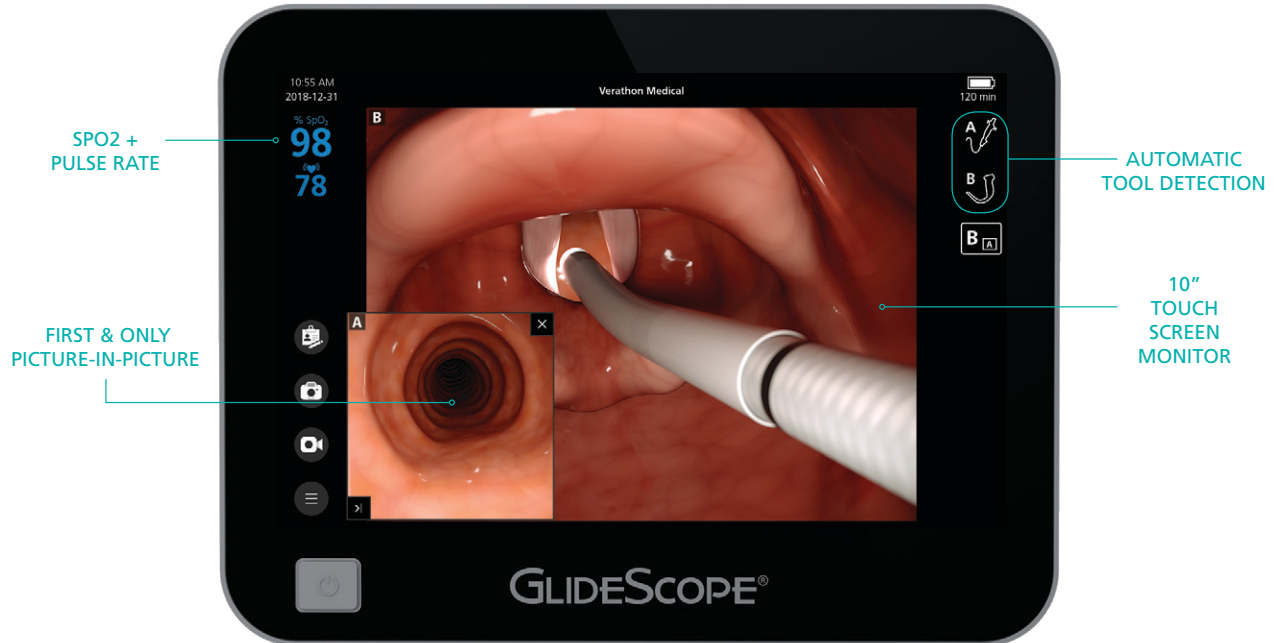 10:55 AM
2018-12-31
Verathon Medical
120 min
% SpO₂
98
78
B
A
B
B A
A
SPO2 +
PULSE RATE
AUTOMATIC
TOOL DETECTION
10”
TOUCH
SCREEN
MONITOR
FIRST & ONLY
PICTURE-IN-PICTURE
GLIDESCOPE®